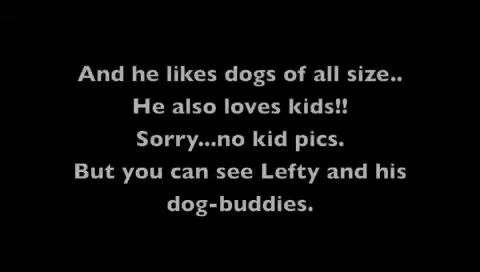 And he likes dogs of all size..
He also loves kids!!
Sorry...no kid pics.
But you can see Lefty and his
dog-buddies.